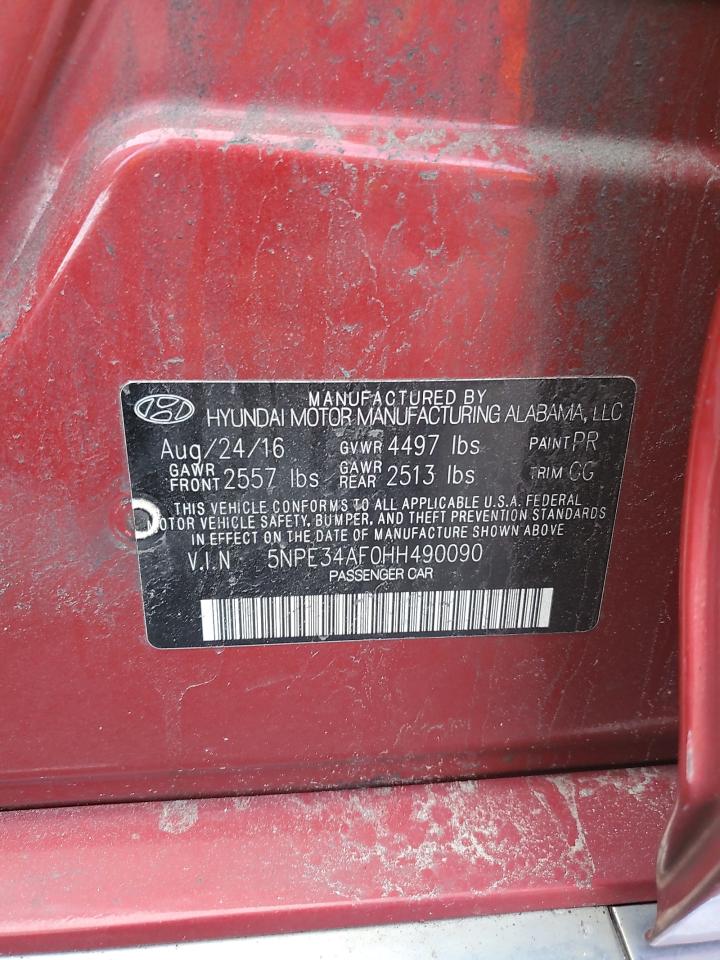 MANUFACTURED BY
HYUNDAI MOTOR MANUFACTURING ALABAMA, LLC
Aug/24/16 GVWR 4497 lbs PAINT PR
GAWR FRONT 2557 lbs GAWR REAR 2513 lbs TRIM GG
THIS VEHICLE CONFORMS TO ALL APPLICABLE U.S.A. FEDERAL
MOTOR VEHICLE SAFETY, BUMPER, AND THEFT PREVENTION STANDARDS
IN EFFECT ON THE DATE OF MANUFACTURE SHOWN ABOVE
V.I.N 5NPE34AF0HH490090
PASSENGER CAR